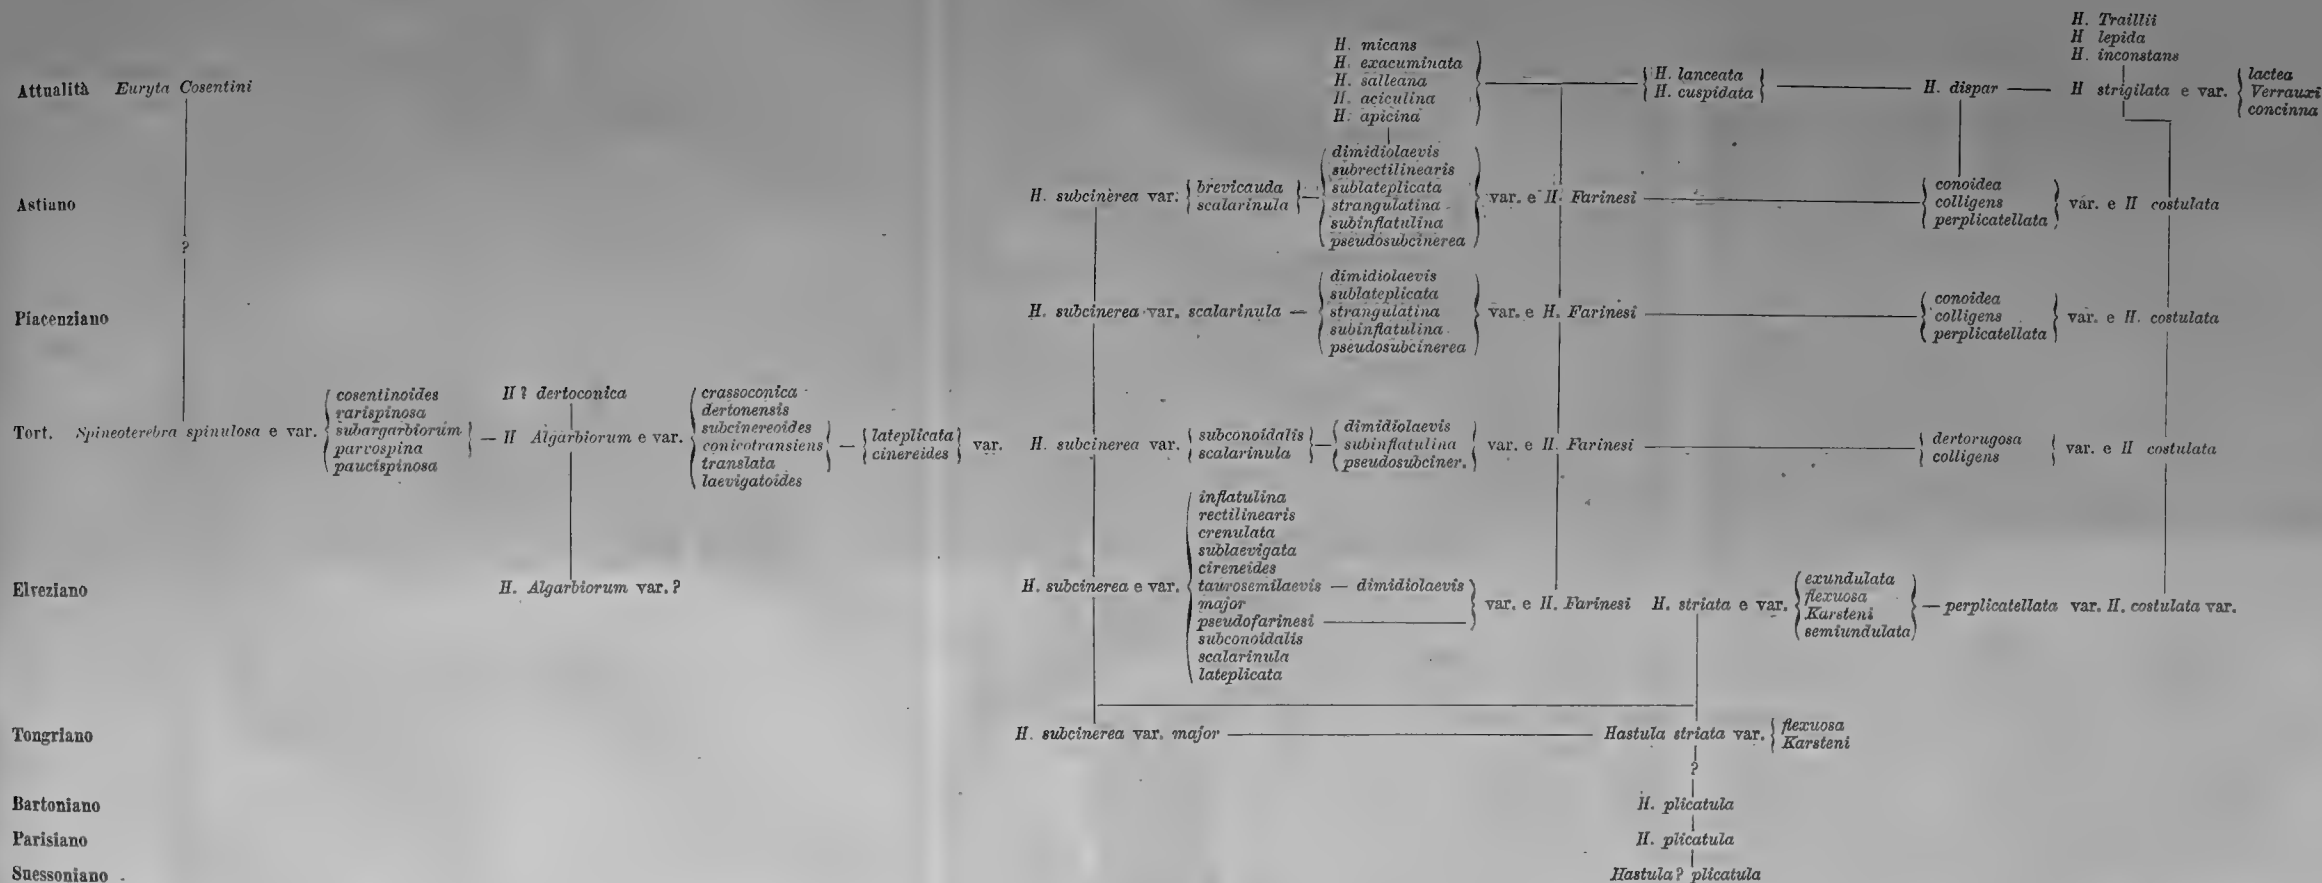 H. Traillii
H lepida
H. inconstans
H. micans
H. exacuminata
H. salleana
H. aciculina
H. apicina
H. lanceata
H. cuspidata
Attualità Euryta Cosentini
H. dispar — H strigilata e var.
lactea
Verrauxi
concinna
dimidiolaevis
subrectilinearis
sublateplicata
strangulatina
subinflatulina
pseudosubcinerea
Astiano
H. subcinerea var.
brevicauda
scalarinula
var. e H. Farinesi
conoidea
colligens
perplicatellata
var. e H costulata
?
dimidiolaevis
sublateplicata
strangulatina
subinflatulina
pseudosubcinerea
Piacenziano
H. subcinerea var. scalarinula —
var. e H. Farinesi
conoidea
colligens
perplicatellata
var. e H. costulata
Tort. Spineoterebra spinulosa e var.
cosentinoides
rarispinosa
subargarbiorum
parvospina
paucispinosa
H ? dertoconica
— H Algarbiorum e var.
crassoconica
dertonensis
subcinereoides
conicotransiens
translata
laevigatoides
—
lateplicata
cinereides
var.
H. subcinerea var.
subconoidalis
scalarinula
—
dimidiolaevis
subinflatulina
pseudosubciner.
var. e H. Farinesi
dertorugosa
colligens
var. e H costulata
Elveziano
H. Algarbiorum var. ?
H. subcinerea e var.
inflatulina
rectilinearis
crenulata
sublaevigata
cireneides
taurosemilaevis — dimidiolaevis
major
pseudofarinesi
subconoidalis
scalarinula
lateplicata
var. e H. Farinesi
H. striata e var.
exundulata
flexuosa
Karsteni
semiundulata
— perplicatellata var. H. costulata var.
Tongriano
H. subcinerea var. major — Hastula striata var.
flexuosa
Karsteni
?
Bartoniano
H. plicatula
Parisiano
H. plicatula
Suessoniano
Hastula? plicatula